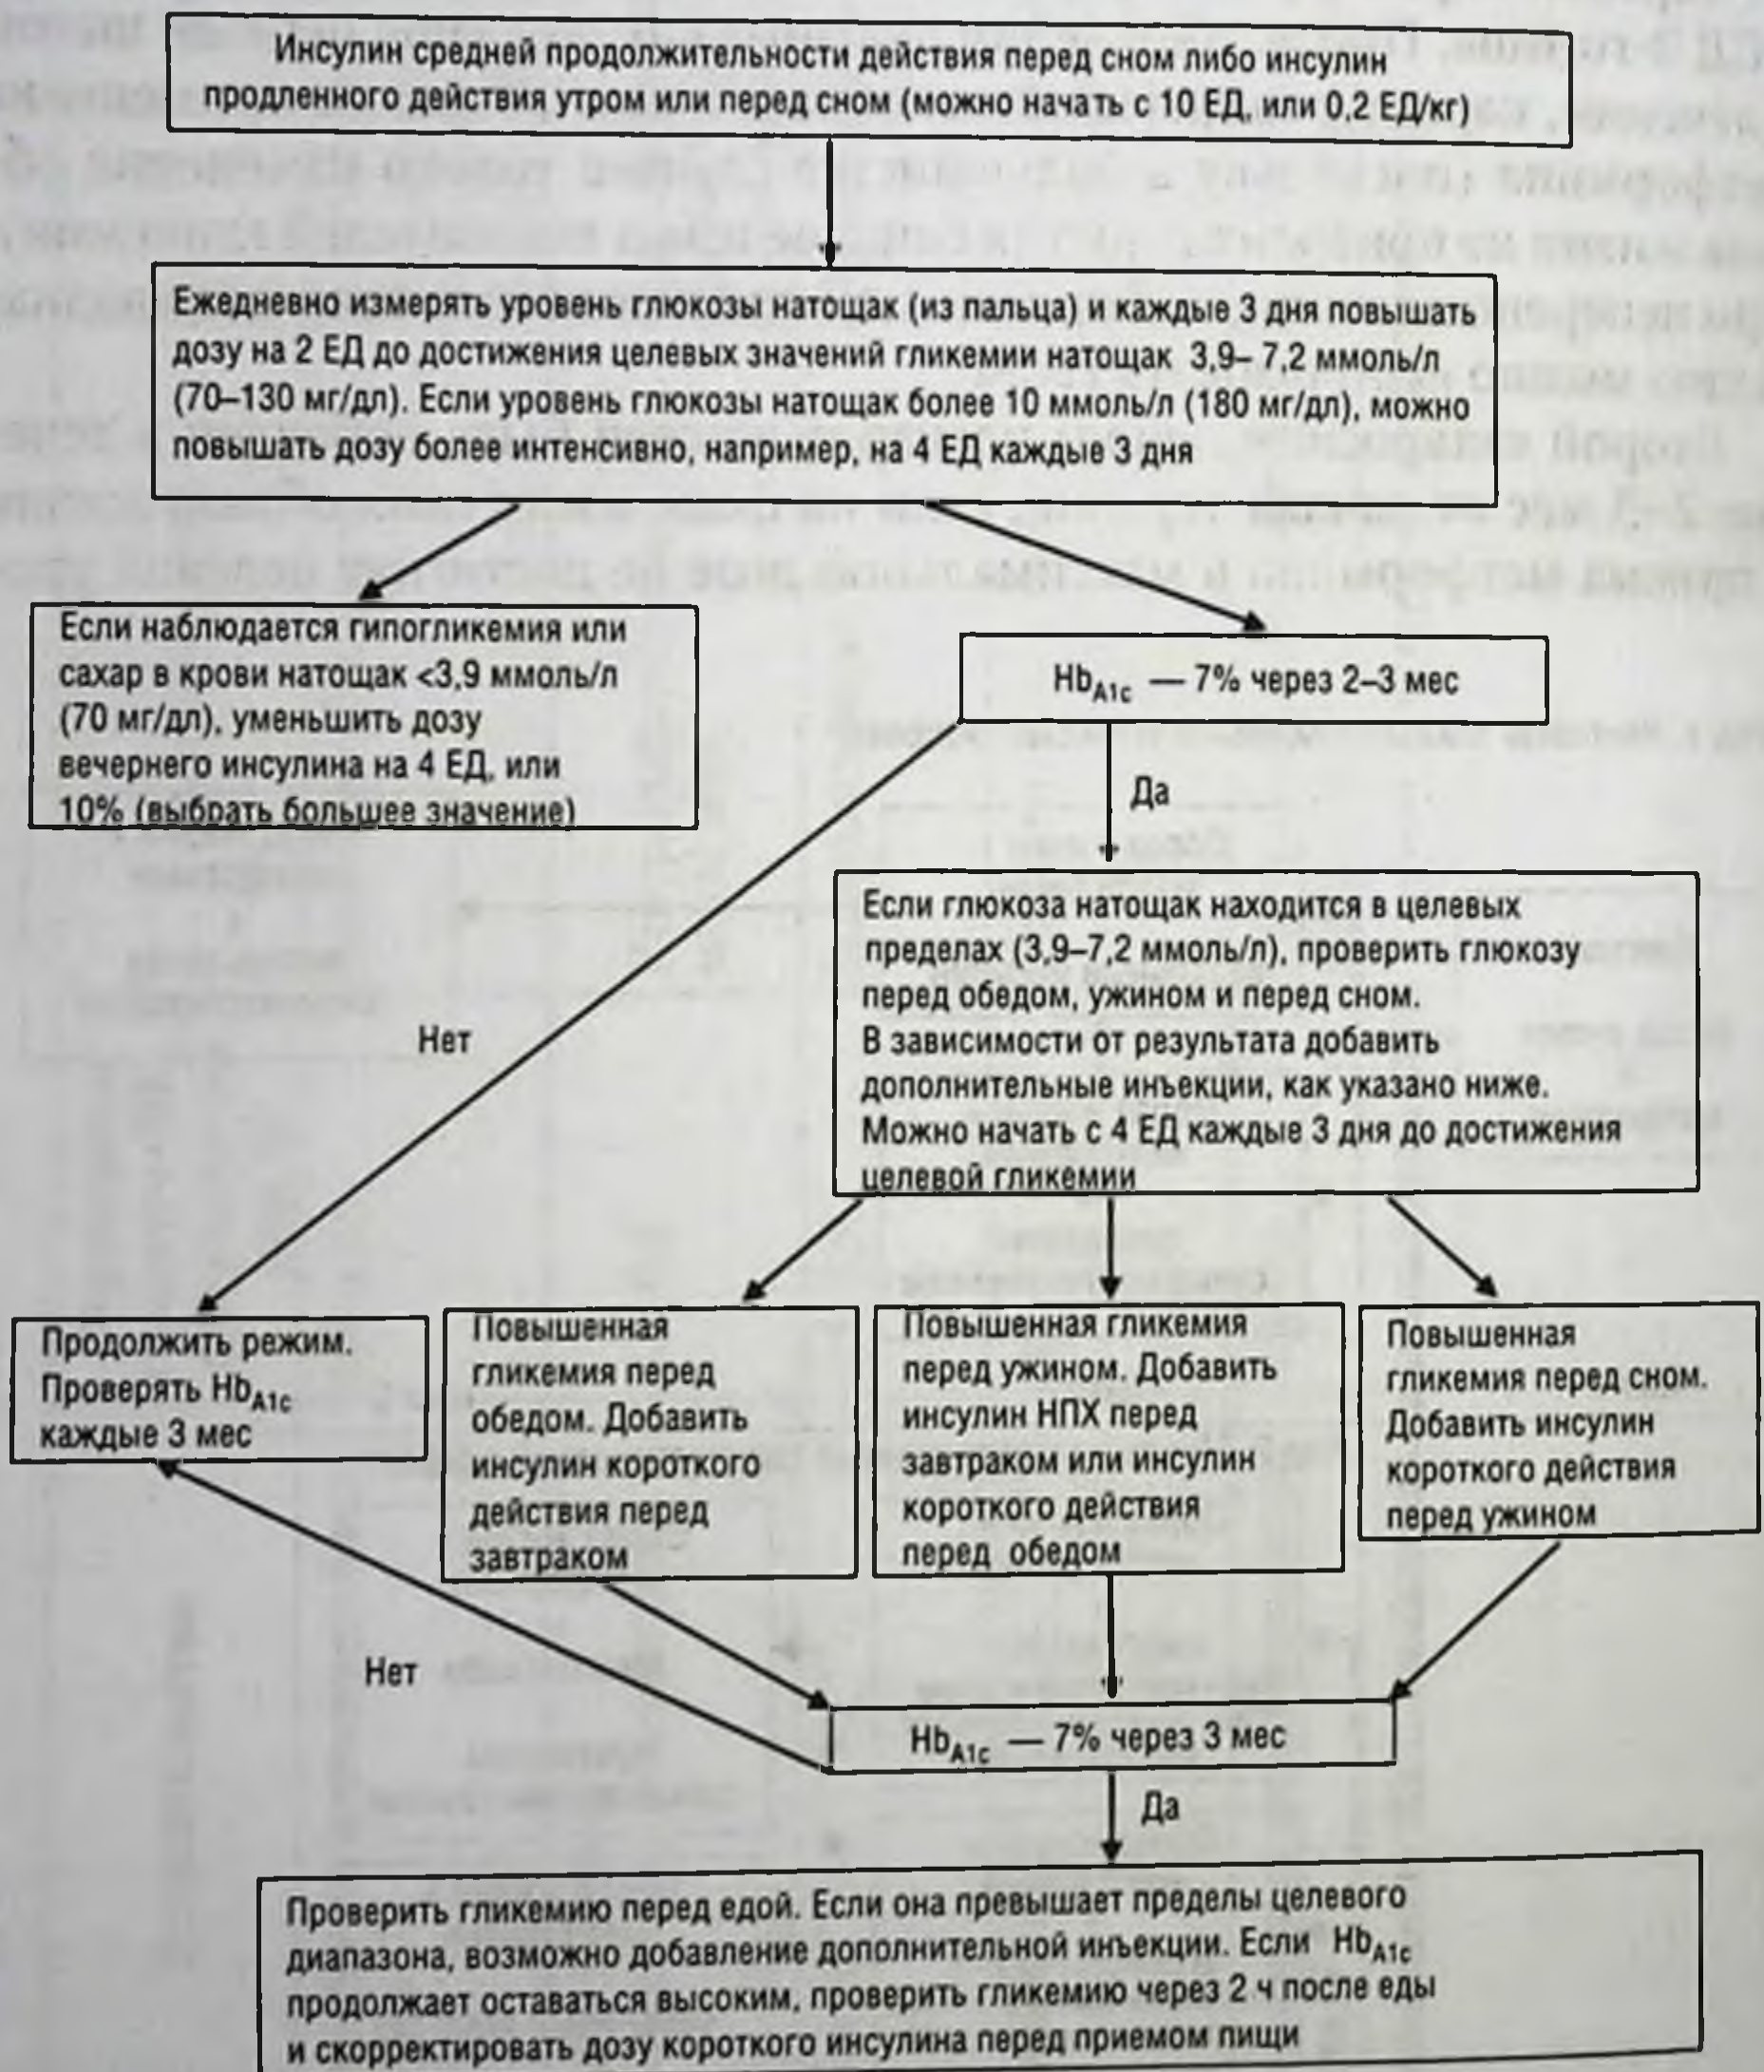 Инсулин средней продолжительности действия перед сном либо инсулин
продленного действия утром или перед сном (можно начать с 10 ЕД, или 0,2 ЕД/кг)
Ежедневно измерять уровень глюкозы натощак (из пальца) и каждые 3 дня повышать
дозу на 2 ЕД до достижения целевых значений гликемии натощак 3,9– 7,2 ммоль/л
(70–130 мг/дл). Если уровень глюкозы натощак более 10 ммоль/л (180 мг/дл), можно
повышать дозу более интенсивно, например, на 4 ЕД каждые 3 дня
Если наблюдается гипогликемия или
сахар в крови натощак <3,9 ммоль/л
(70 мг/дл), уменьшить дозу
вечернего инсулина на 4 ЕД, или
10% (выбрать большее значение)
HbA1c — 7% через 2–3 мес
Да
Если глюкоза натощак находится в целевых
пределах (3,9–7,2 ммоль/л), проверить глюкозу
перед обедом, ужином и перед сном.
В зависимости от результата добавить
дополнительные инъекции, как указано ниже.
Можно начать с 4 ЕД каждые 3 дня до достижения
целевой гликемии
Нет
Продолжить режим.
Проверять HbA1c
каждые 3 мес
Повышенная
гликемия перед
обедом. Добавить
инсулин короткого
действия перед
завтраком
Повышенная гликемия
перед ужином. Добавить
инсулин НПХ перед
завтраком или инсулин
короткого действия
перед обедом
Повышенная
гликемия перед сном.
Добавить инсулин
короткого действия
перед ужином
Нет
HbA1c — 7% через 3 мес
Да
Проверить гликемию перед едой. Если она превышает пределы целевого
диапазона, возможно добавление дополнительной инъекции. Если HbA1c
продолжает оставаться высоким, проверить гликемию через 2 ч после еды
и скорректировать дозу короткого инсулина перед приемом пищи